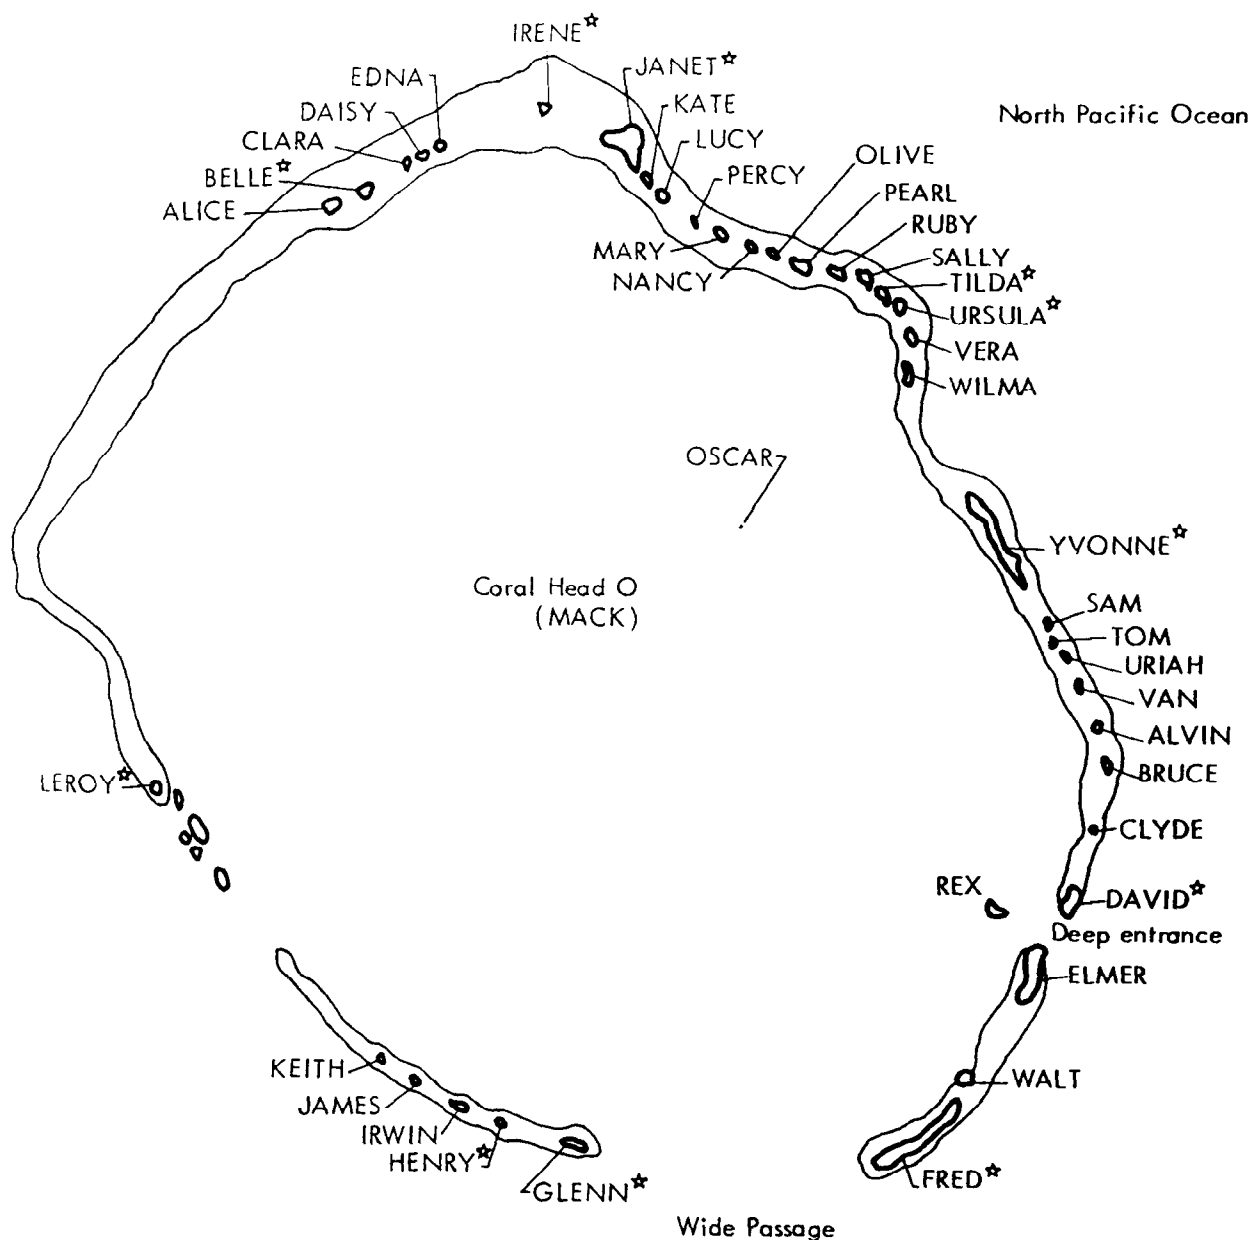 IRENE☆
JANET☆
EDNA
KATE
North Pacific Ocean
DAISY
LUCY
CLARA
OLIVE
BELLE☆
PERCY
PEARL
ALICE
RUBY
MARY
SALLY
NANCY
TILDA☆
URSULA☆
VERA
WILMA
OSCAR
YVONNE☆
Coral Head O
(MACK)
SAM
TOM
URIAH
VAN
ALVIN
BRUCE
LEROY☆
CLYDE
REX
DAVID☆
Deep entrance
ELMER
KEITH
WALT
JAMES
IRWIN
HENRY☆
FRED☆
GLENN☆
Wide Passage